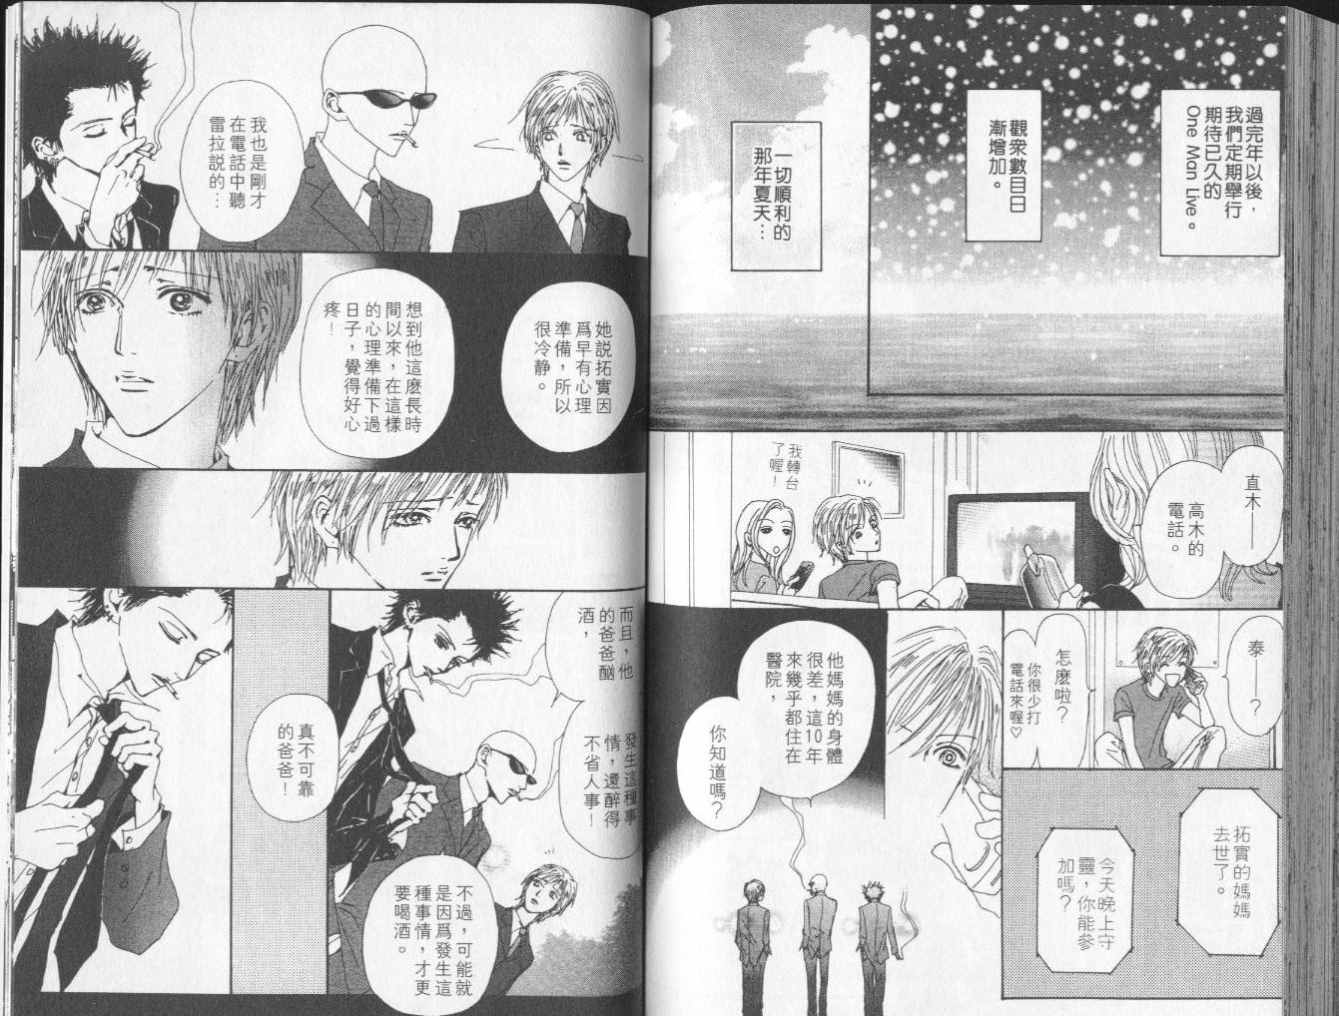 過完年以後，
我們定期舉行
期待已久的
One Man Live。
觀眾數目日
漸增加。
一切順利的
那年夏天…
直木——
高木的
電話。
我轉台
了喔！
泰——？
怎麼啦？
你很少打
電話來喔♡
拓實的媽媽
去世了。
今天晚上守
靈，你能參
加嗎？
他媽媽的身體
很差，這10年
來幾乎都住在
醫院，
你知道嗎？
我也是剛才
在電話中聽
雷拉説的…
她説拓實因
爲早有心理
準備，所以
很冷静。
想到他這麽長時
間以來，在這樣
的心理準備下過
日子，覺得好心
疼！
而且，他
的爸爸酗
酒，
發生這種事
情，還醉得
不省人事！
真不可靠
的爸爸！
不過，可能就
是因爲發生這
種事情，才更
要喝酒。